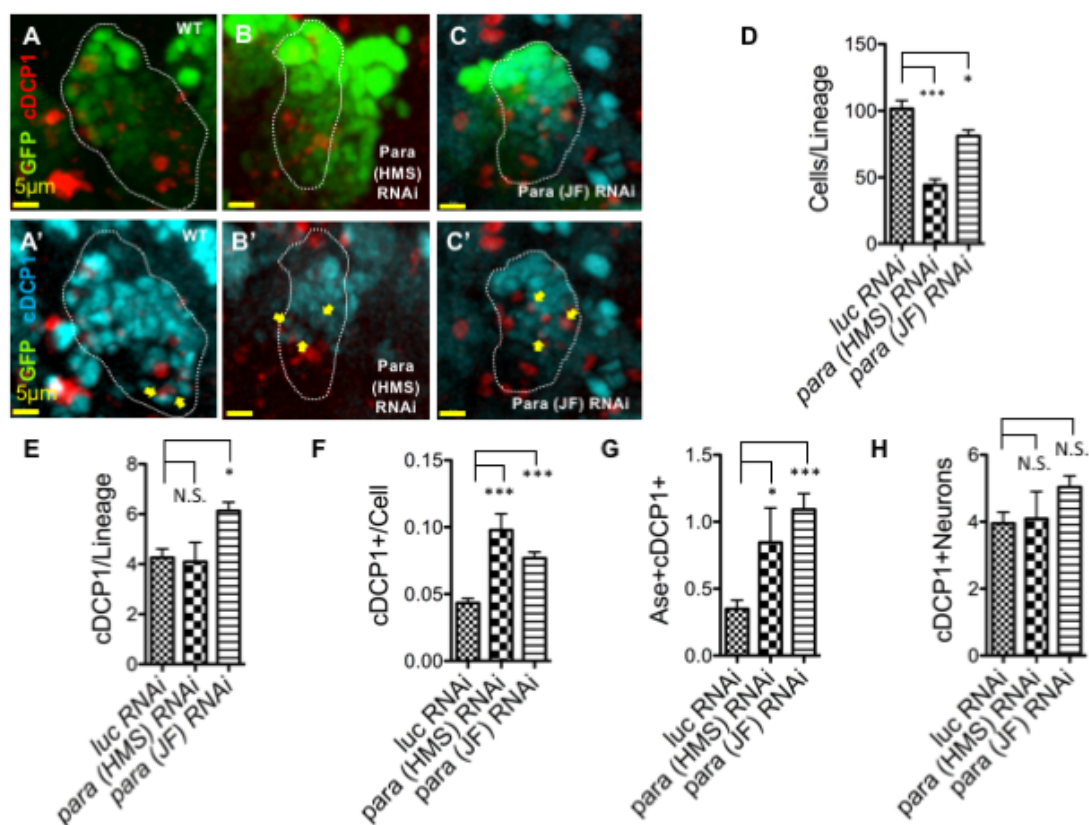 A
WT
GFP cDCP1
5µm
B
Para
(HMS)
RNAi
C
Para (JF) RNAi
A'
WT
GFP cDCP1
5µm
B'
Para
(HMS)
RNAi
C'
Para (JF) RNAi
D
Cells/Lineage
150
100
50
0
***
*
luc RNAi
para (HMS) RNAi
para (JF) RNAi
E
cDCP1/Lineage
8
6
4
2
0
N.S.
*
luc RNAi
para (HMS) RNAi
para (JF) RNAi
F
cDCP1+/Cell
0.15
0.10
0.05
0.00
***
***
luc RNAi
para (HMS) RNAi
para (JF) RNAi
G
Ase+cDCP1+
1.5
1.0
0.5
0.0
*
***
luc RNAi
para (HMS) RNAi
para (JF) RNAi
H
cDCP1+Neurons
6
4
2
0
N.S.
N.S.
luc RNAi
para (HMS) RNAi
para (JF) RNAi